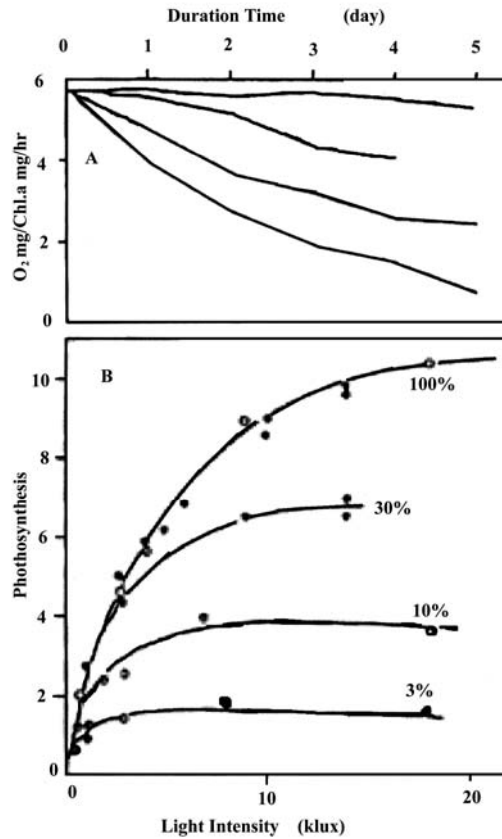 Duration Time (day)
0 1 2 3 4 5
6
4
2
0
O₂ mg/Chl.a mg/hr
A
B
10
8
6
4
2
0
Phothosynthesis
100%
30%
10%
3%
0 10 20
Light Intensity (klux)